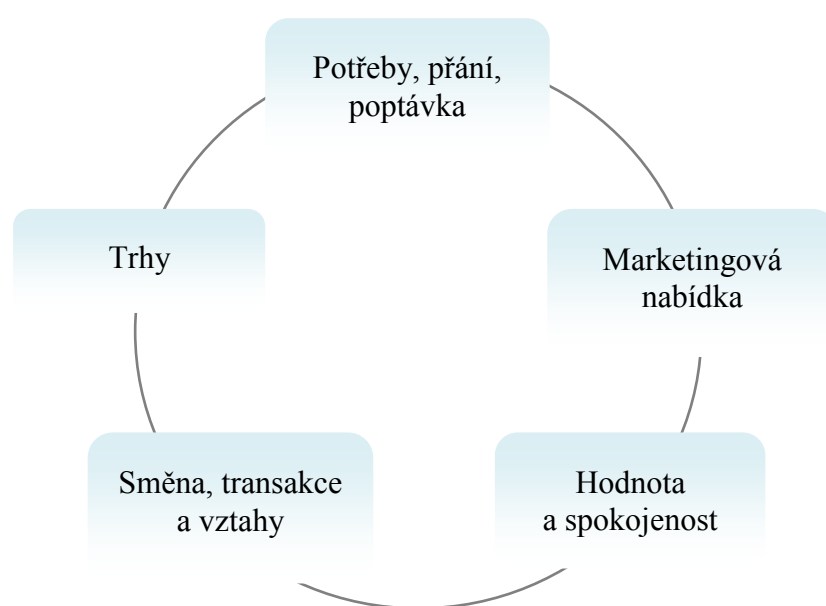 Potřeby, přání,
poptávka
Marketingová
nabídka
Hodnota
a spokojenost
Směna, transakce
a vztahy
Trhy